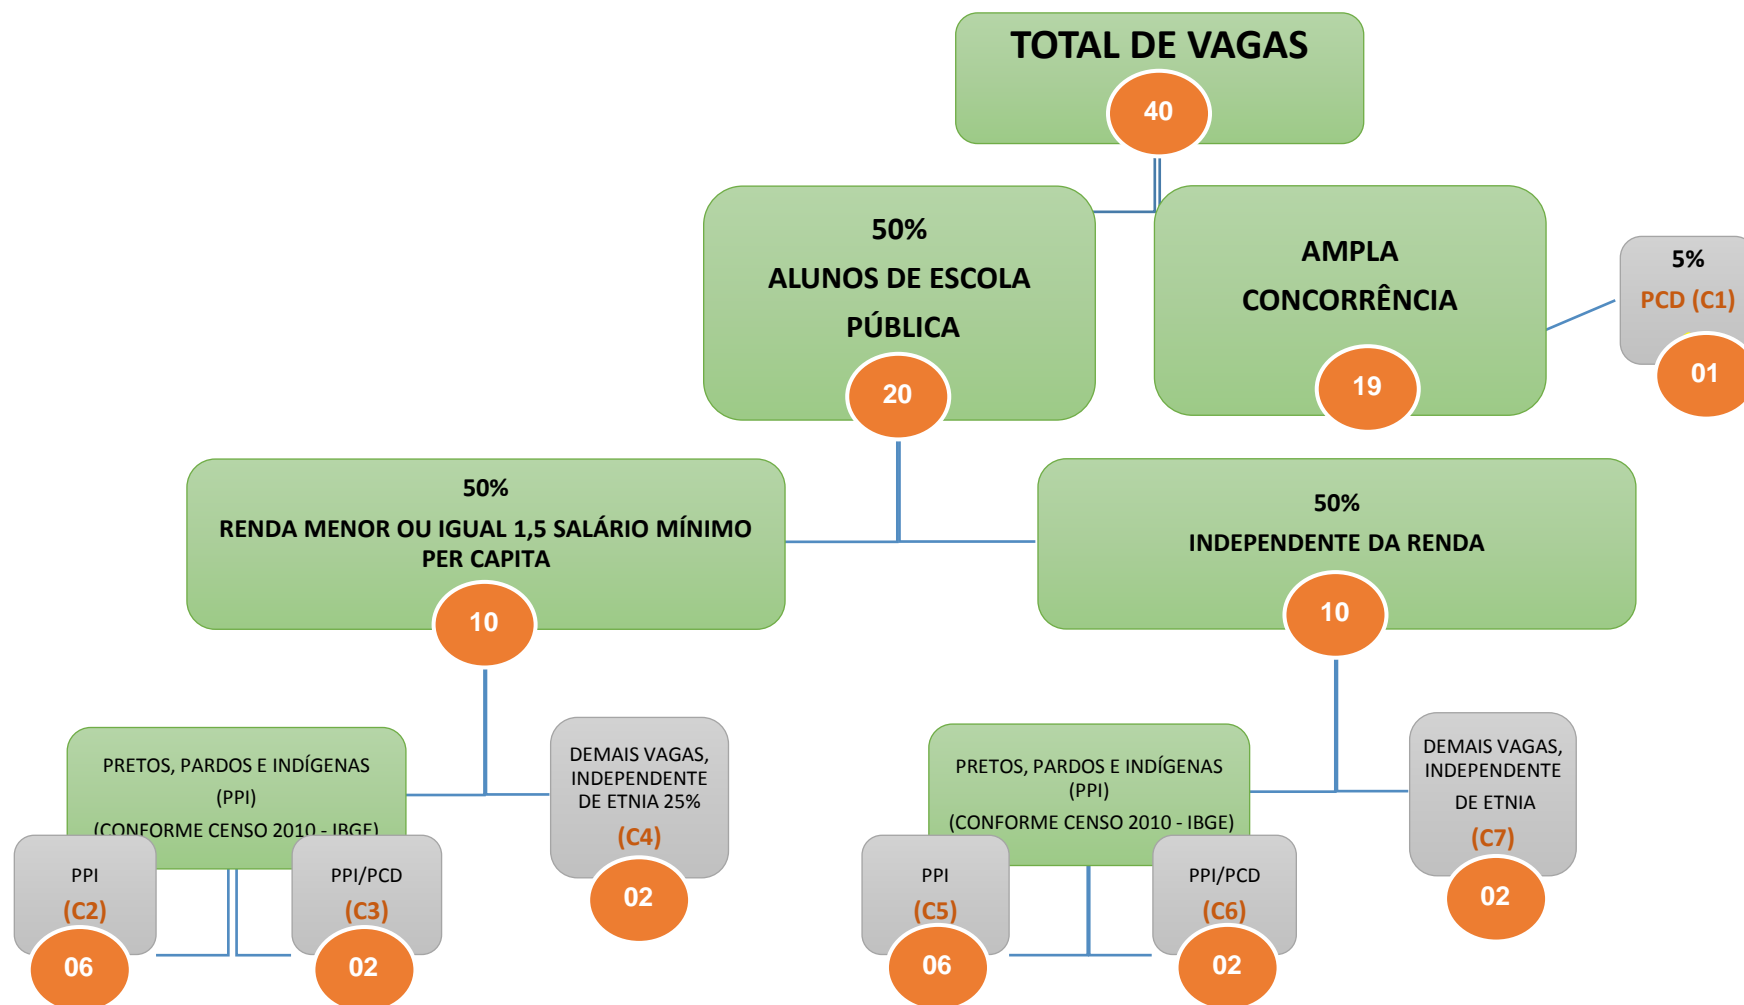 TOTAL DE VAGAS
40
50%
ALUNOS DE ESCOLA
PÚBLICA
20
AMPLA
CONCORRÊNCIA
19
5%
PCD (C1)
01
50%
RENDA MENOR OU IGUAL 1,5 SALÁRIO MÍNIMO
PER CAPITA
10
50%
INDEPENDENTE DA RENDA
10
PRETOS, PARDOS E INDÍGENAS
(PPI)
(CONFORME CENSO 2010 - IBGE)
PPI
(C2)
06
PPI/PCD
(C3)
02
DEMAIS VAGAS,
INDEPENDENTE
DE ETNIA 25%
(C4)
02
PRETOS, PARDOS E INDÍGENAS
(PPI)
(CONFORME CENSO 2010 - IBGE)
PPI
(C5)
06
PPI/PCD
(C6)
02
DEMAIS VAGAS,
INDEPENDENTE
DE ETNIA
(C7)
02